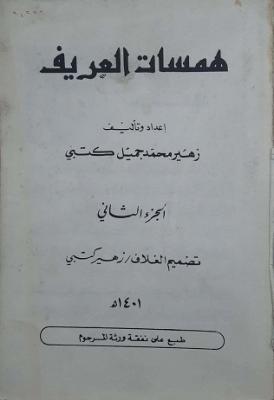 همسات العريف
إعداد وتأليف
زهير محمد جميل كتبي
الجزء الثاني
تصميم الغلاف / زهير كتبي
١٤٠١ه
طبع على نفقة ورثة المرحوم